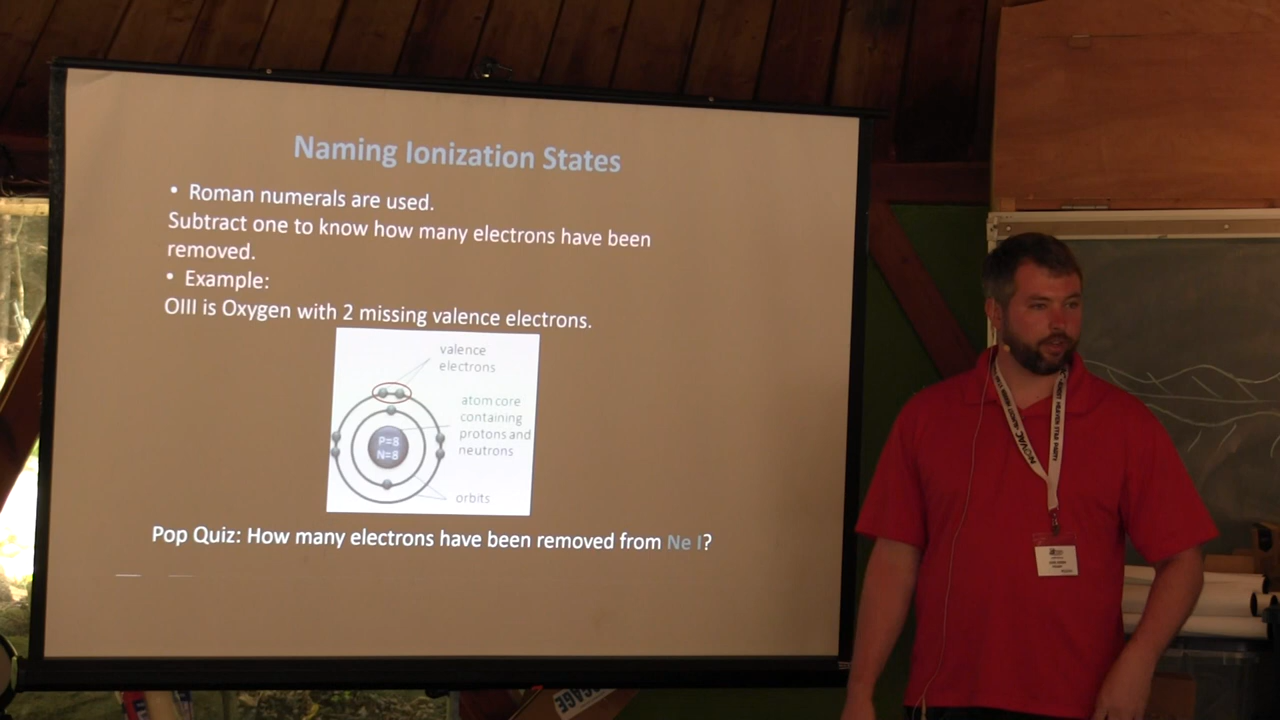 Naming Ionization States
• Roman numerals are used.
Subtract one to know how many electrons have been
removed.
• Example:
OIII is Oxygen with 2 missing valence electrons.
valence
electrons
atom core
containing
protons and
neutrons
P=8
N=8
orbits
Pop Quiz: How many electrons have been removed from Ne I?
NOVAC